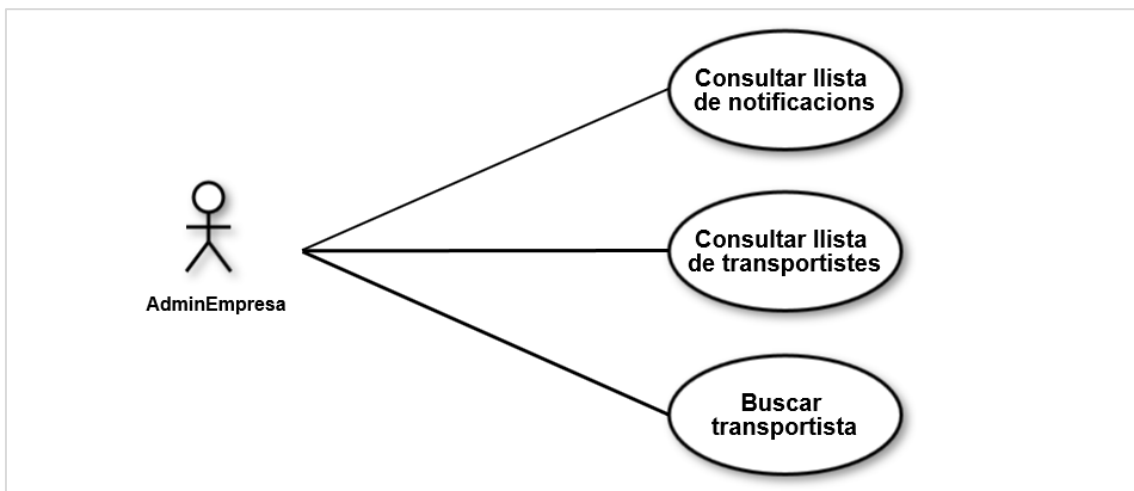 Consultar llista
de notificacions
Consultar llista
de transportistes
AdminEmpresa
Buscar
transportista